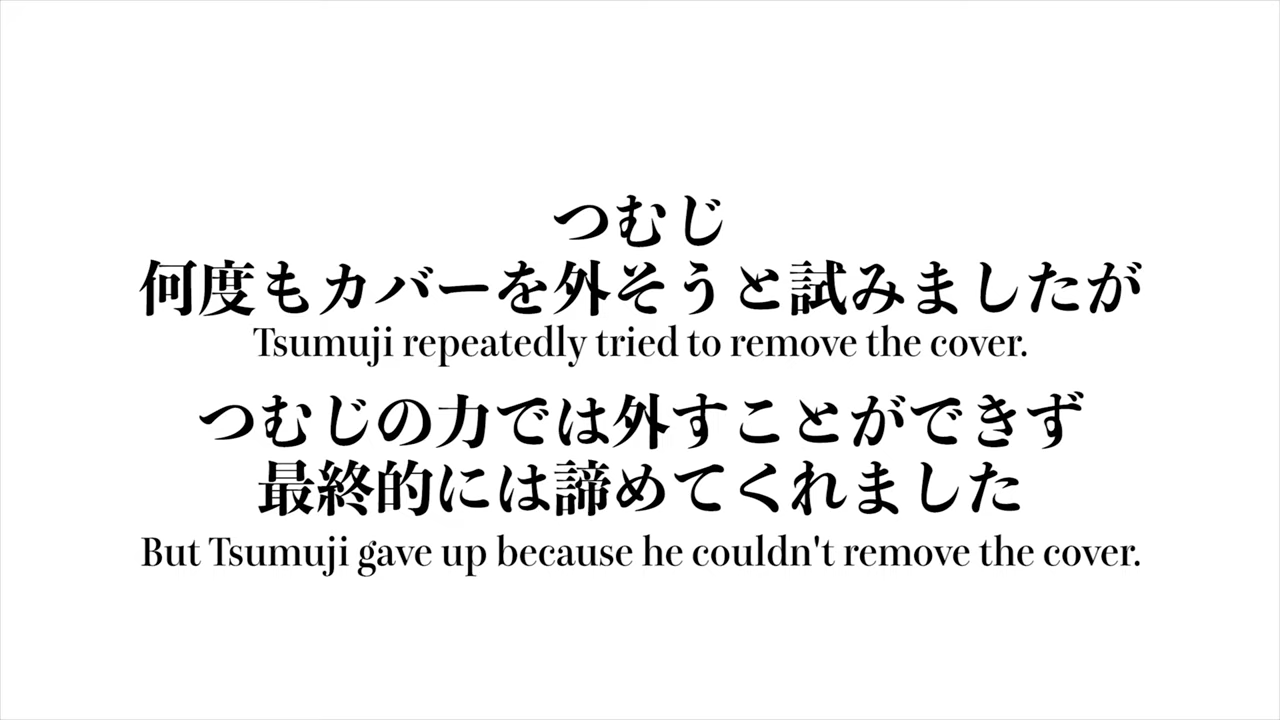 つむじ
何度もカバーを外そうと試みましたが
Tsumuji repeatedly tried to remove the cover.
つむじの力では外すことができず
最終的には諦めてくれました
But Tsumuji gave up because he couldn't remove the cover.